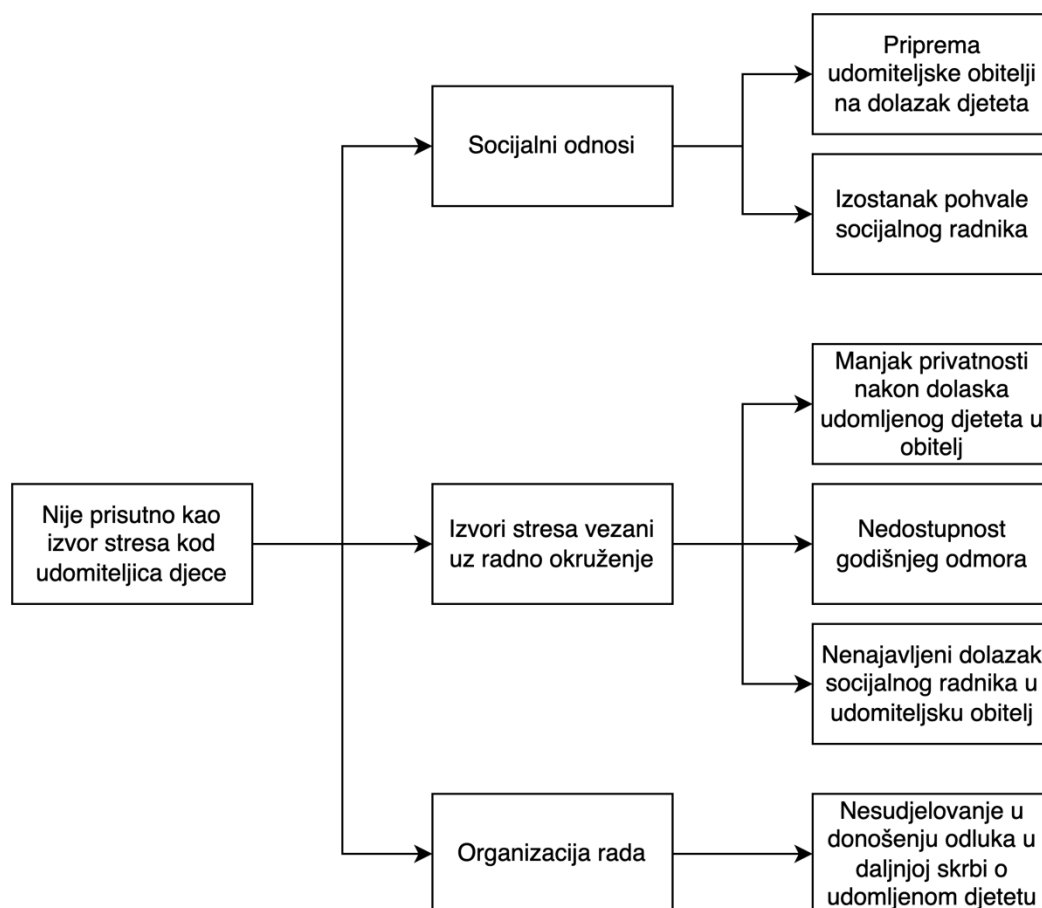 Priprema
udomiteljske obitelji
na dolazak djeteta
Socijalni odnosi
Izostanak pohvale
socijalnog radnika
Manjak privatnosti
nakon dolaska
udomljenog djeteta u
obitelj
Nije prisutno kao
izvor stresa kod
udomiteljica djece
Izvori stresa vezani
uz radno okruženje
Nedostupnost
godišnjeg odmora
Nenajavljeni dolazak
socijalnog radnika u
udomiteljsku obitelj
Organizacija rada
Nesudjelovanje u
donošenju odluka u
daljnjoj skrbi o
udomljenom djetetu